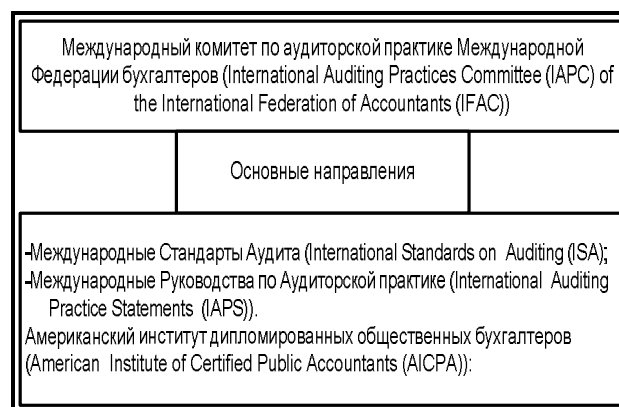 Международный комитет по аудиторской практике Международной
Федерации бухгалтеров (International Auditing Practices Committee (IAPC) of
the International Federation of Accountants (IFAC))
Основные направления
-Международные Стандарты Аудита (International Standards on Auditing (ISA);
-Международные Руководства по Аудиторской практике (International Auditing
Practice Statements (IAPS)).
Американский институт дипломированных общественных бухгалтеров
(American Institute of Certified Public Accountants (AICPA)):